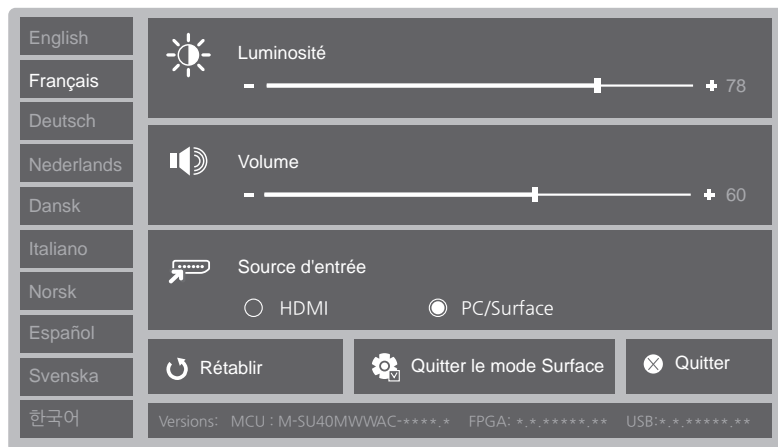 English
Français
Deutsch
Nederlands
Dansk
Italiano
Norsk
Español
Svenska
한국어
Luminosité
- + 78
Volume
- + 60
Source d'entrée
HDMI PC/Surface
Rétablir Quitter le mode Surface Quitter
Versions: MCU : M-SU40MWWAC-****.* FPGA: *.*.*****.** USB:*.*.*****.**